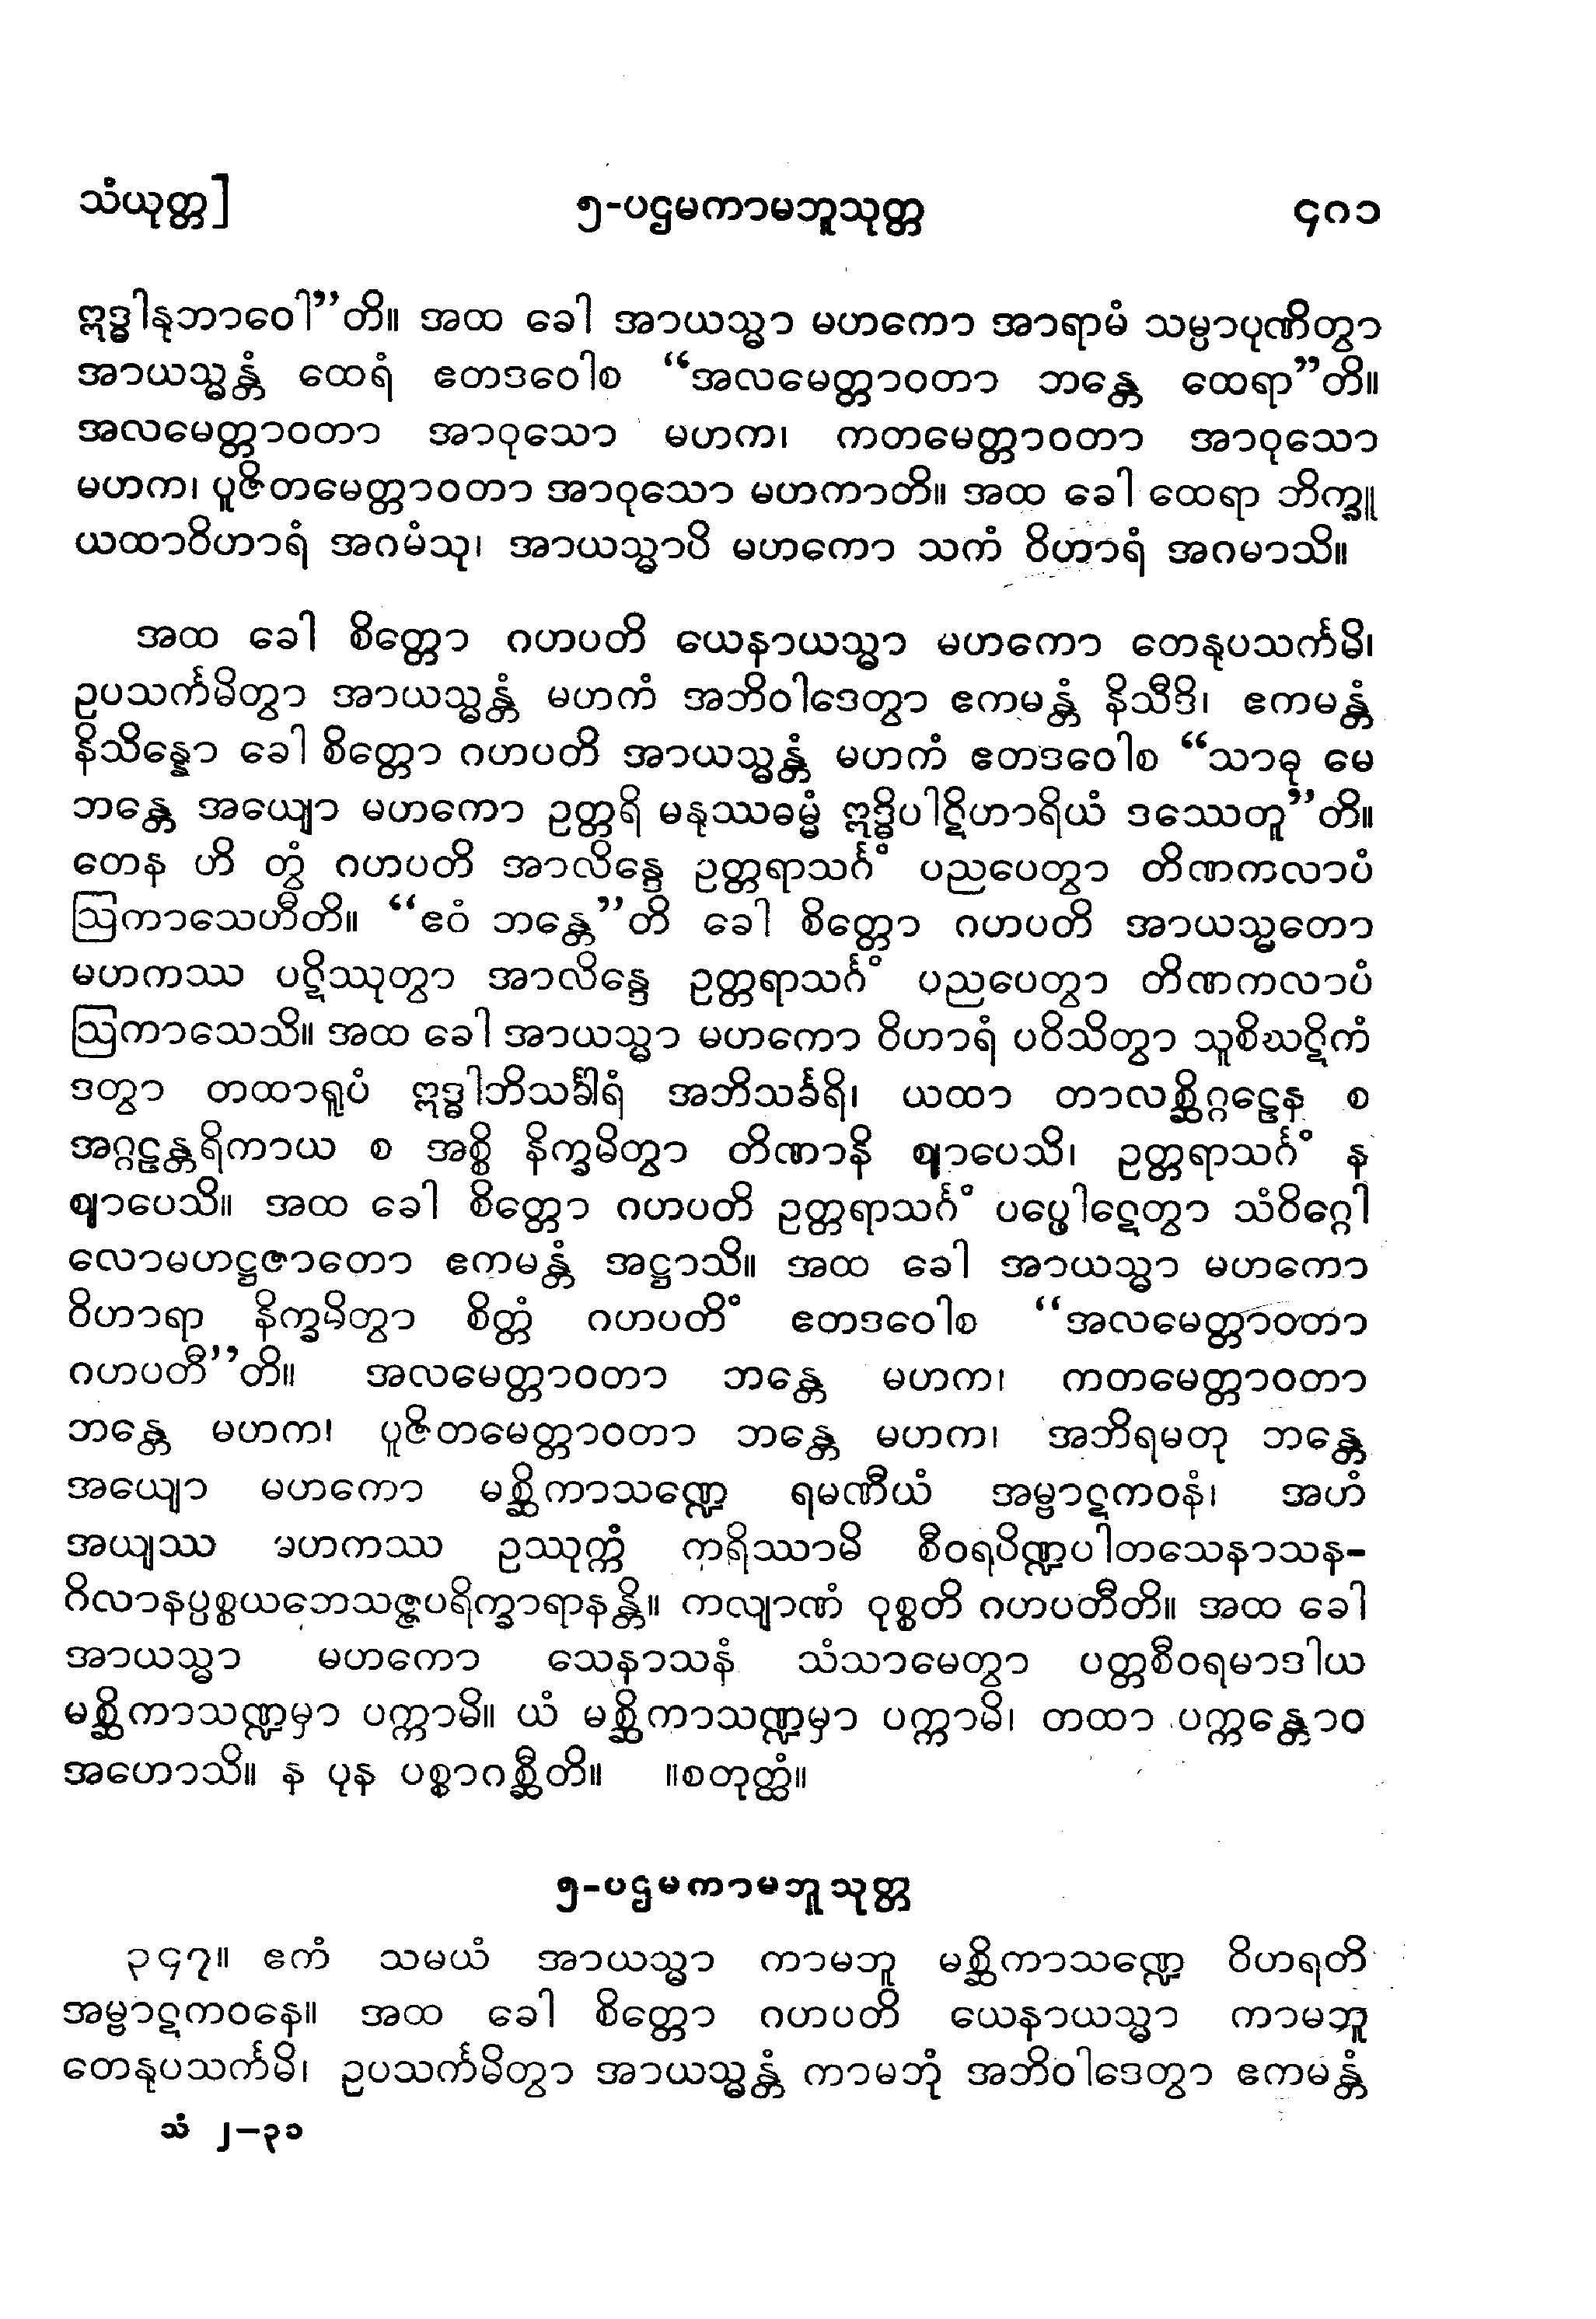 သံယုတ္တ] ၅-ပဌမကာမဘူသုတ္တ ၄၈၁
ဣဒ္ဓါနုဘာဝေါ”တိ။ အထ ခေါ အာယသ္မာ မဟကော အာရာမံ သမ္ပာပုဏိတွာ
အာယသ္မန္တံ ထေရံ ဧတဒဝေါစ “အလမေတ္တာဝတာ ဘန္တေ ထေရာ”တိ။
အလမေတ္တာဝတာ အာဝုသော မဟက၊ ကတမေတ္တာဝတာ အာဝုသော
မဟက၊ ပူဇိတမေတ္တာဝတာ အာဝုသော မဟကာတိ။ အထ ခေါ ထေရာ ဘိက္ခူ
ယထာဝိဟာရံ အဂမံသု၊ အာယသ္မာပိ မဟကော သကံ ဝိဟာရံ အဂမာသိ။
အထ ခေါ စိတ္တော ဂဟပတိ ယေနာယသ္မာ မဟကော တေနုပသင်္ကမိ၊
ဥပသင်္ကမိတွာ အာယသ္မန္တံ မဟကံ အဘိဝါဒေတွာ ဧကမန္တံ နိသီဒိ၊ ဧကမန္တံ
နိသိန္နော ခေါ စိတ္တော ဂဟပတိ အာယသ္မန္တံ မဟကံ ဧတဒဝေါစ “သာဓု မေ
ဘန္တေ အယျော မဟကော ဥတ္တရိ မနုဿဓမ္မံ ဣဒ္ဓိပါဋိဟာရိယံ ဒဿေတူ”တိ။
တေန ဟိ တွံ ဂဟပတိ အာလိန္ဒေ ဥတ္တရာသင်္ဂံ ပညပေတွာ တိဏကလာပံ
ဩကာသေဟီတိ။ “ဧဝံ ဘန္တေ”တိ ခေါ စိတ္တော ဂဟပတိ အာယသ္မတော
မဟကဿ ပဋိဿုတွာ အာလိန္ဒေ ဥတ္တရာသင်္ဂံ ပညပေတွာ တိဏကလာပံ
ဩကာသေသိ။ အထ ခေါ အာယသ္မာ မဟကော ဝိဟာရံ ပဝိသိတွာ သူစိဃဋိကံ
ဒတွာ တထာရူပံ ဣဒ္ဓါဘိသင်္ခါရံ အဘိသင်္ခရိ၊ ယထာ တာလစ္ဆိဂ္ဂဠေန စ
အဂ္ဂဠန္တရိကာယ စ အစ္စိ နိက္ခမိတွာ တိဏာနိ ဈာပေသိ၊ ဥတ္တရာသင်္ဂံ န
ဈာပေသိ။ အထ ခေါ စိတ္တော ဂဟပတိ ဥတ္တရာသင်္ဂံ ပပ္ဖေါဋေတွာ သံဝိဂ္ဂေါ
လောမဟဋ္ဌဇာတော ဧကမန္တံ အဋ္ဌာသိ။ အထ ခေါ အာယသ္မာ မဟကော
ဝိဟာရာ နိက္ခမိတွာ စိတ္တံ ဂဟပတိံ ဧတဒဝေါစ “အလမေတ္တာဝတာ
ဂဟပတီ”တိ။ အလမေတ္တာဝတာ ဘန္တေ မဟက၊ ကတမေတ္တာဝတာ
ဘန္တေ မဟက၊ ပူဇိတမေတ္တာဝတာ ဘန္တေ မဟက၊ အဘိရမတု ဘန္တေ
အယျော မဟကော မစ္ဆိကာသဏ္ဍေ ရမဏီယံ အမ္ဗာဋကဝနံ၊ အဟံ
အယျဿ မဟကဿ ဥဿုက္ကံ ကရိဿာမိ စီဝရပိဏ္ဍပါတသေနာသန-
ဂိလာနပ္ပစ္စယဘေသဇ္ဇပရိက္ခာရာနန္တိ။ ကလျာဏံ ဝုစ္စတိ ဂဟပတီတိ။ အထ ခေါ
အာယသ္မာ မဟကော သေနာသနံ သံသာမေတွာ ပတ္တစီဝရမာဒါယ
မစ္ဆိကာသဏ္ဍမှာ ပက္ကာမိ။ ယံ မစ္ဆိကာသဏ္ဍမှာ ပက္ကာမိ၊ တထာ ပက္ကန္တောဝ
အဟောသိ။ န ပုန ပစ္စာဂစ္ဆီတိ။ ။စတုတ္ထံ။
၅-ပဌမကာမဘူသုတ္တ
၃၄၇။ ဧကံ သမယံ အာယသ္မာ ကာမဘူ မစ္ဆိကာသဏ္ဍေ ဝိဟရတိ
အမ္ဗာဋကဝနေ။ အထ ခေါ စိတ္တော ဂဟပတိ ယေနာယသ္မာ ကာမဘူ
တေနုပသင်္ကမိ၊ ဥပသင်္ကမိတွာ အာယသ္မန္တံ ကာမဘုံ အဘိဝါဒေတွာ ဧကမန္တံ
သံ ၂–၃၁